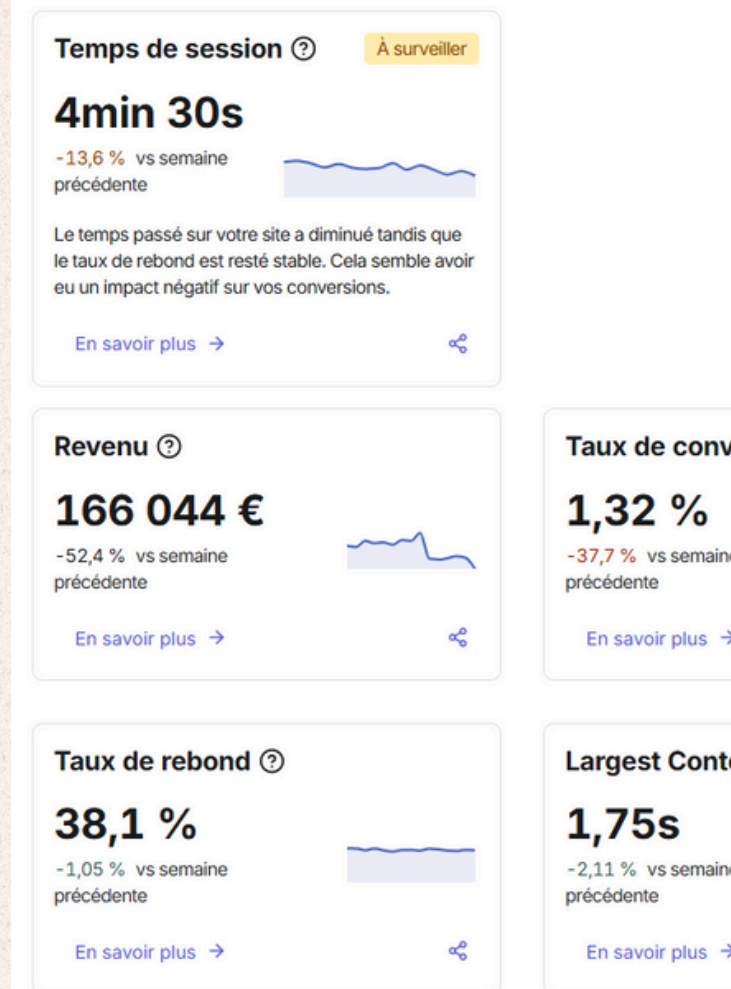 Temps de session
À surveiller
4min 30s
-13,6 % vs semaine
précédente
Le temps passé sur votre site a diminué tandis que
le taux de rebond est resté stable. Cela semble avoir
eu un impact négatif sur vos conversions.
En savoir plus →
Revenu
166 044 €
-52,4 % vs semaine
précédente
En savoir plus →
Taux de conv
1,32 %
-37,7 % vs semaine
précédente
En savoir plus
Taux de rebond
38,1 %
-1,05 % vs semaine
précédente
En savoir plus →
Largest Conte
1,75s
-2,11 % vs semaine
précédente
En savoir plus